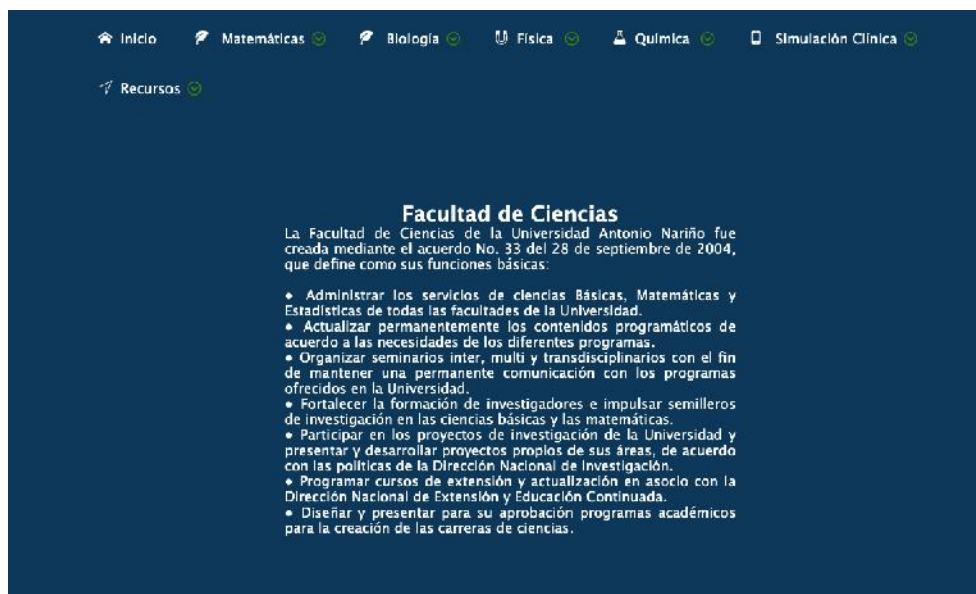 Inicio Matemáticas Biología Física Química Simulación Clínica
Recursos
Facultad de Ciencias
La Facultad de Ciencias de la Universidad Antonio Nariño fue
creada mediante el acuerdo No. 33 del 28 de septiembre de 2004,
que define como sus funciones básicas:
• Administrar los servicios de ciencias Básicas, Matemáticas y
Estadísticas de todas las facultades de la Universidad.
• Actualizar permanentemente los contenidos programáticos de
acuerdo a las necesidades de los diferentes programas.
• Organizar seminarios inter, multi y transdisciplinarios con el fin
de mantener una permanente comunicación con los programas
ofrecidos en la Universidad.
• Fortalecer la formación de investigadores e impulsar semilleros
de investigación en las ciencias básicas y las matemáticas.
• Participar en los proyectos de investigación de la Universidad y
presentar y desarrollar proyectos propios de sus áreas, de acuerdo
con las políticas de la Dirección Nacional de Investigación.
• Programar cursos de extensión y actualización en asocio con la
Dirección Nacional de Extensión y Educación Continuada.
• Diseñar y presentar para su aprobación programas académicos
para la creación de las carreras de ciencias.